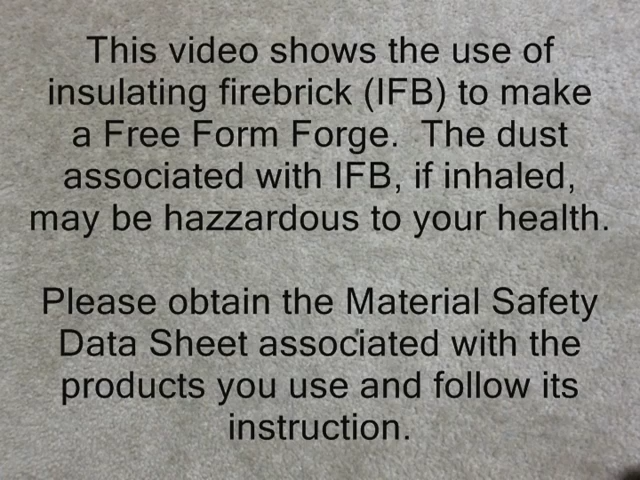 This video shows the use of
insulating firebrick (IFB) to make
a Free Form Forge.  The dust
associated with IFB, if inhaled,
may be hazzardous to your health.
Please obtain the Material Safety
Data Sheet associated with the
products you use and follow its
instruction.